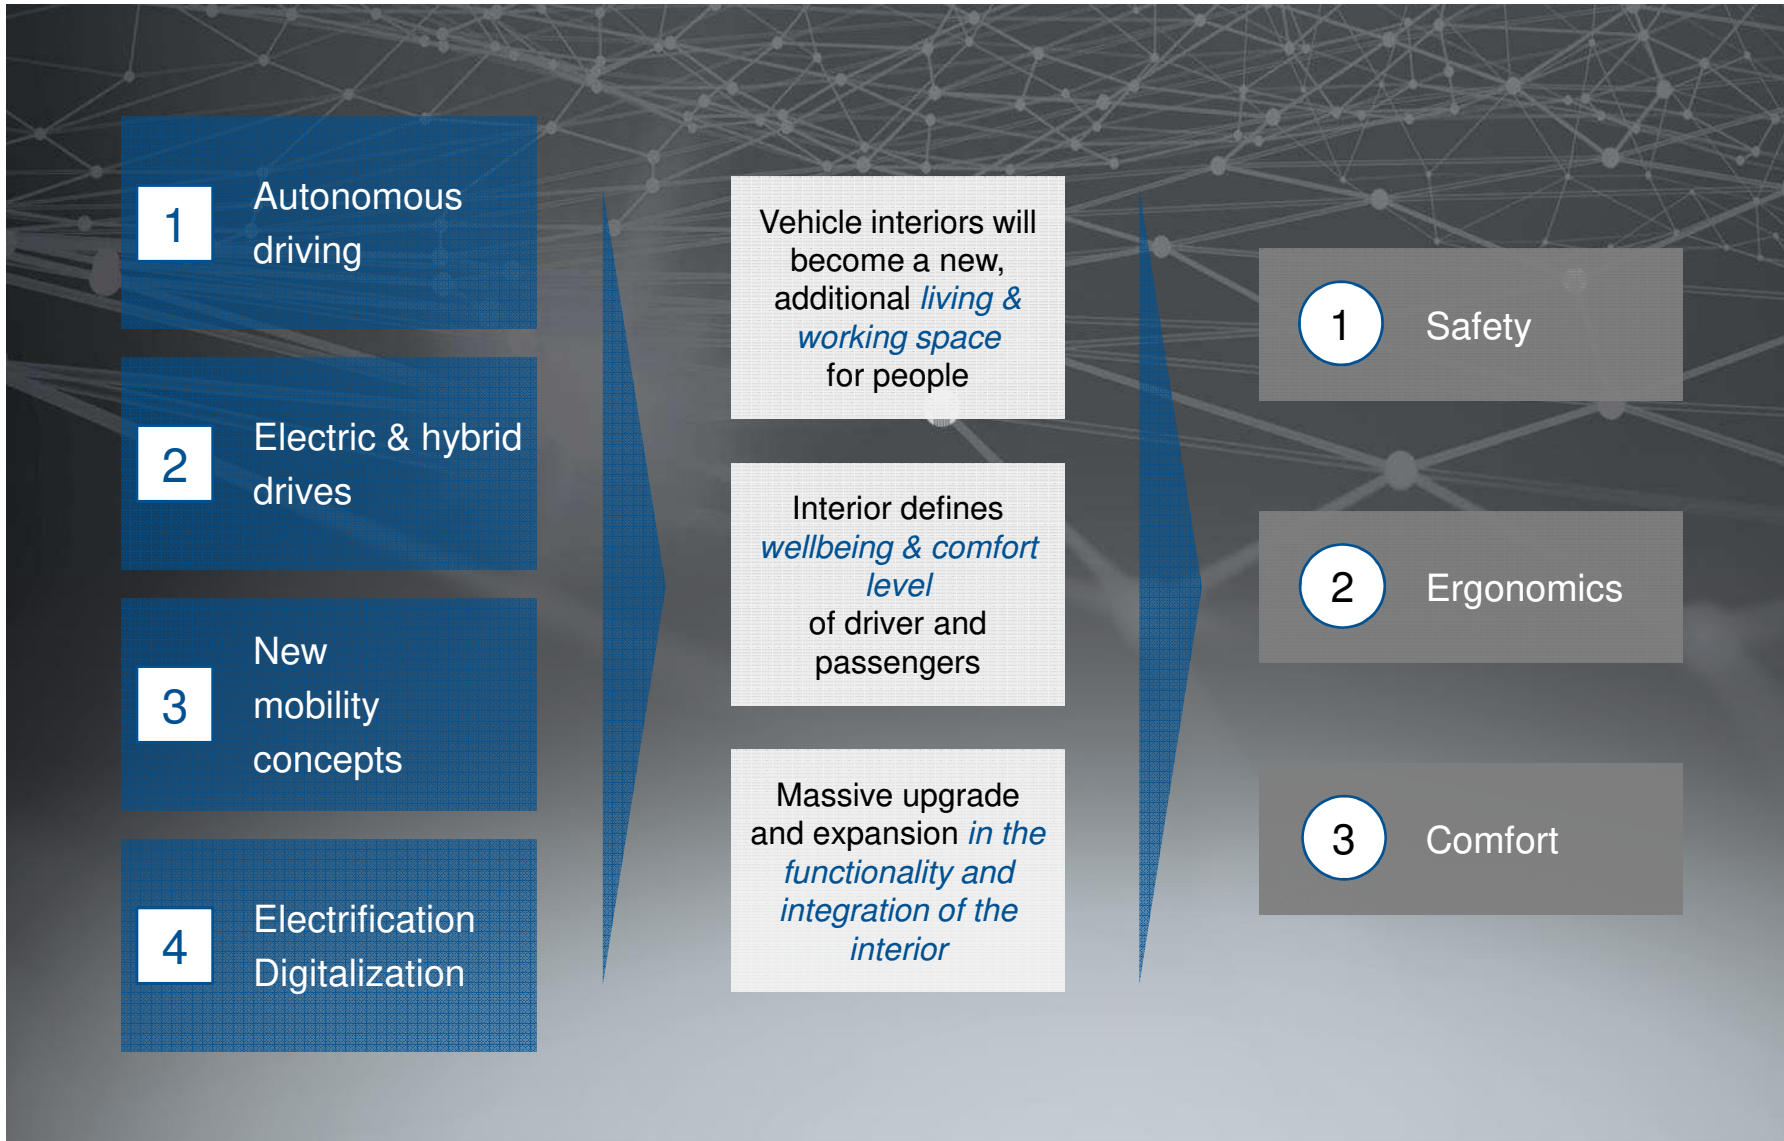 1
Autonomous
driving
2
Electric & hybrid
drives
3
New
mobility
concepts
4
Electrification
Digitalization
Vehicle interiors will
become a new,
additional living &
working space
for people
Interior defines
wellbeing & comfort
level
of driver and
passengers
Massive upgrade
and expansion in the
functionality and
integration of the
interior
1
Safety
2
Ergonomics
3
Comfort